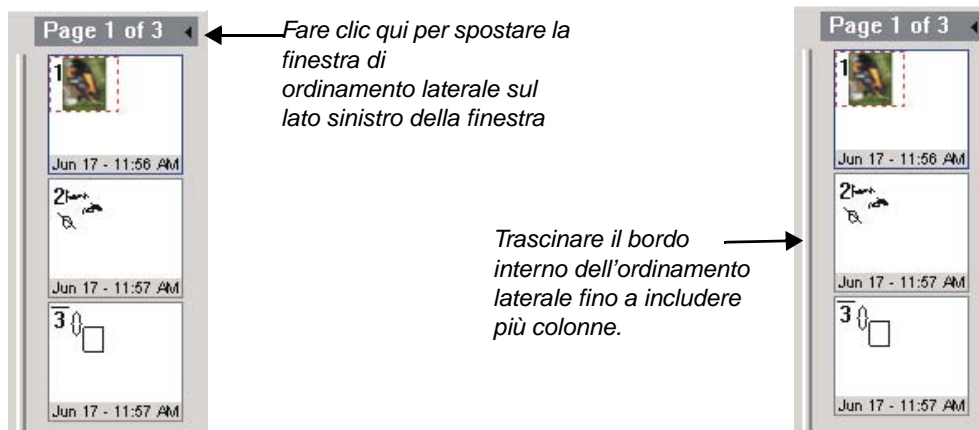 Page 1 of 3
1
Jun 17 - 11:56 AM
2
Jun 17 - 11:57 AM
3
Jun 17 - 11:57 AM
Fare clic qui per spostare la
finestra di
ordinamento laterale sul
lato sinistro della finestra
Trascinare il bordo
interno dell'ordinamento
laterale fino a includere
più colonne.
Page 1 of 3
1
Jun 17 - 11:56 AM
2
Jun 17 - 11:57 AM
3
Jun 17 - 11:57 AM